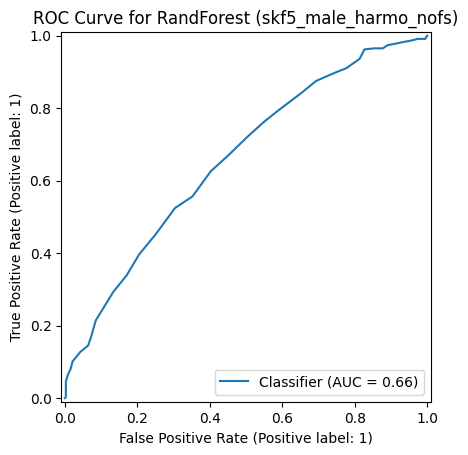 ROC Curve for RandForest (skf5_male_harmo_nofs)
1.0
0.8
0.6
0.4
0.2
0.0
True Positive Rate (Positive label: 1)
Classifier (AUC = 0.66)
0.0 0.2 0.4 0.6 0.8 1.0
False Positive Rate (Positive label: 1)